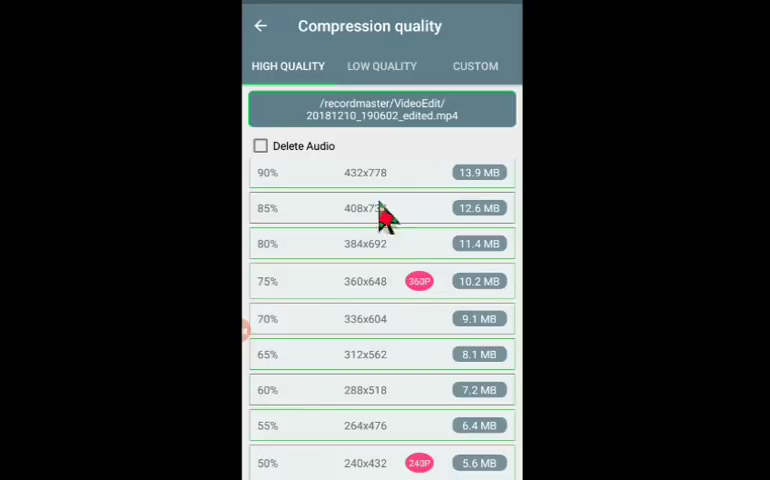 Compression quality
HIGH QUALITY LOW QUALITY CUSTOM
/recordmaster/VideoEdit/
20181210_190602_edited.mp4
Delete Audio
90% 432x778 13.9 MB
85% 12.6 MB
80% 384x692 11.4 MB
75% 360x648 360P 10.2 MB
70% 336x604 9.1 MB
65% 312x562 8.1 MB
60% 288x518 7.2 MB
55% 264x476 6.4 MB
50% 240x432 240P 5.6 MB